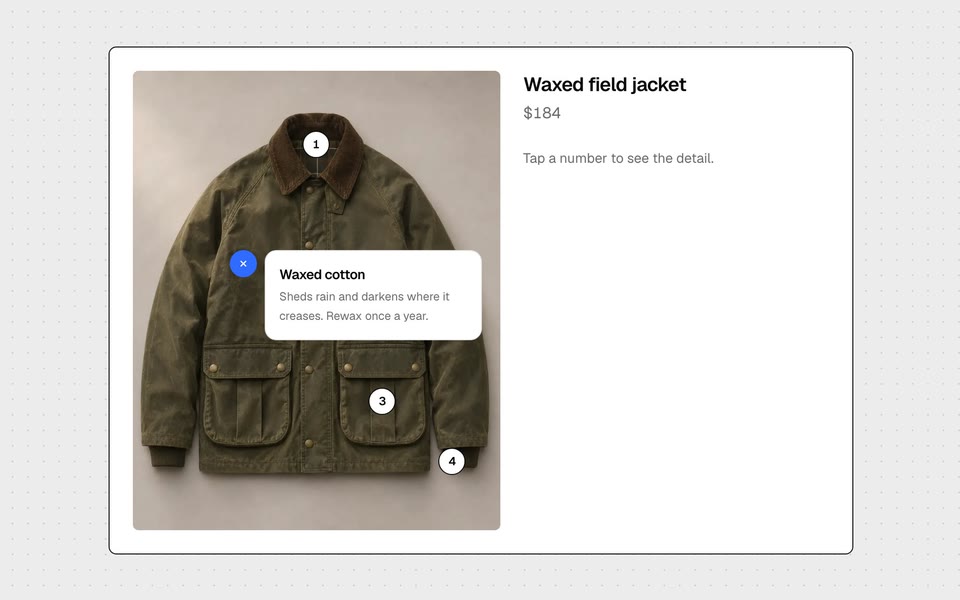 Waxed field jacket
$184
Tap a number to see the detail.
1
×
Waxed cotton
Sheds rain and darkens where it
creases. Rewax once a year.
3
4